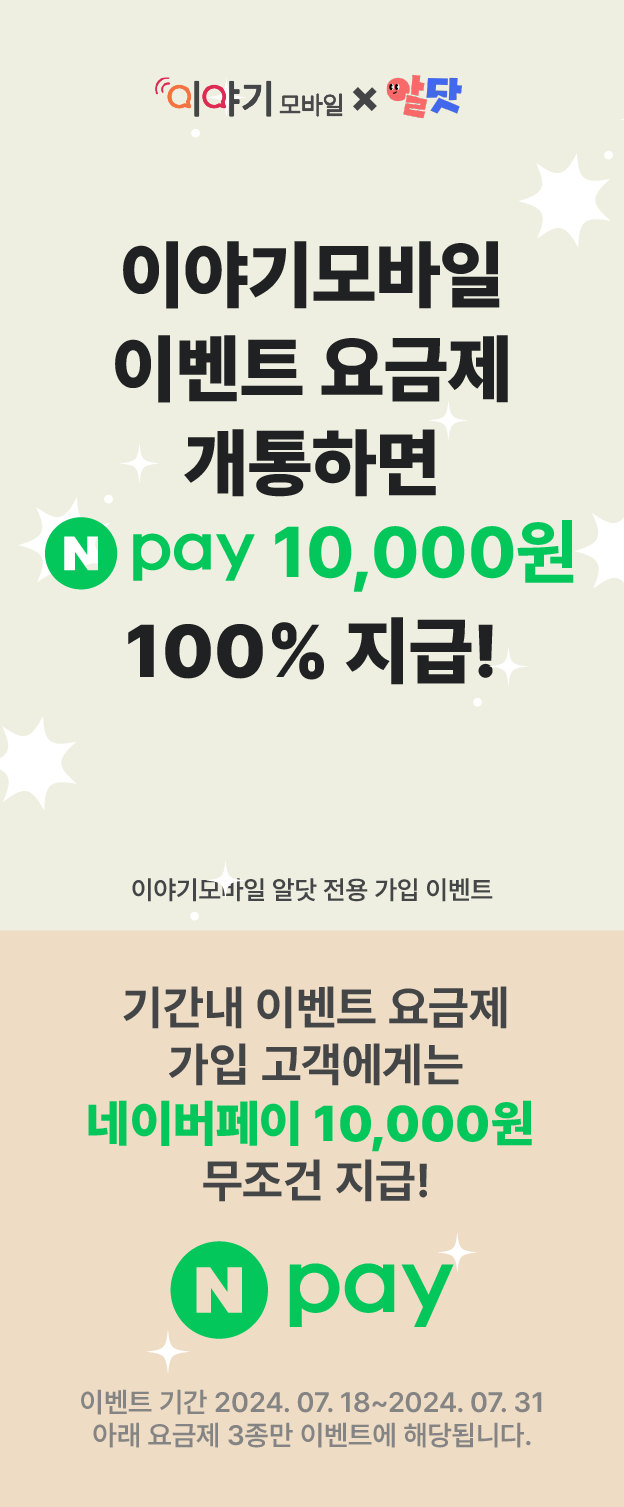 이야기 모바일 × 알닷
이야기모바일
이벤트 요금제
개통하면
N pay 10,000원
100% 지급!
이야기모바일 알닷 전용 가입 이벤트
기간내 이벤트 요금제
가입 고객에게는
네이버페이 10,000원
무조건 지급!
N pay
이벤트 기간 2024. 07. 18~2024. 07. 31
아래 요금제 3종만 이벤트에 해당됩니다.